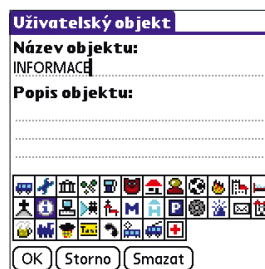 Uživatelský objekt
Název objektu:
INFORMACE
Popis objektu:
OK Storno Smazat